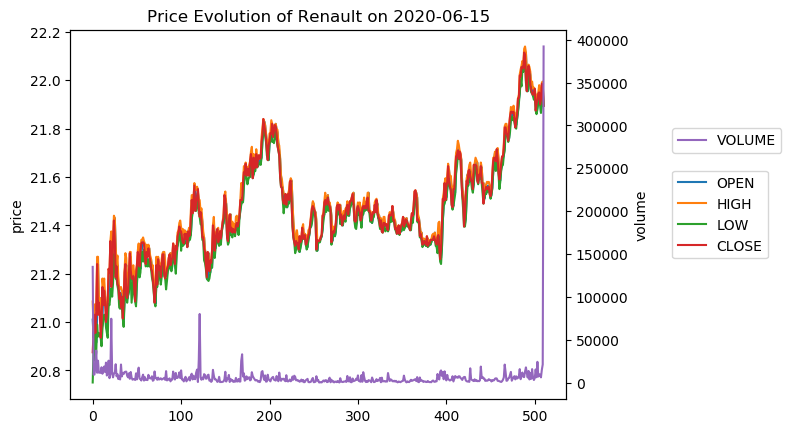 Price Evolution of Renault on 2020-06-15
price
22.2
22.0
21.8
21.6
21.4
21.2
21.0
20.8
0
100
200
300
400
500
400000
350000
300000
250000
200000
150000
100000
50000
0
volume
VOLUME
OPEN
HIGH
LOW
CLOSE